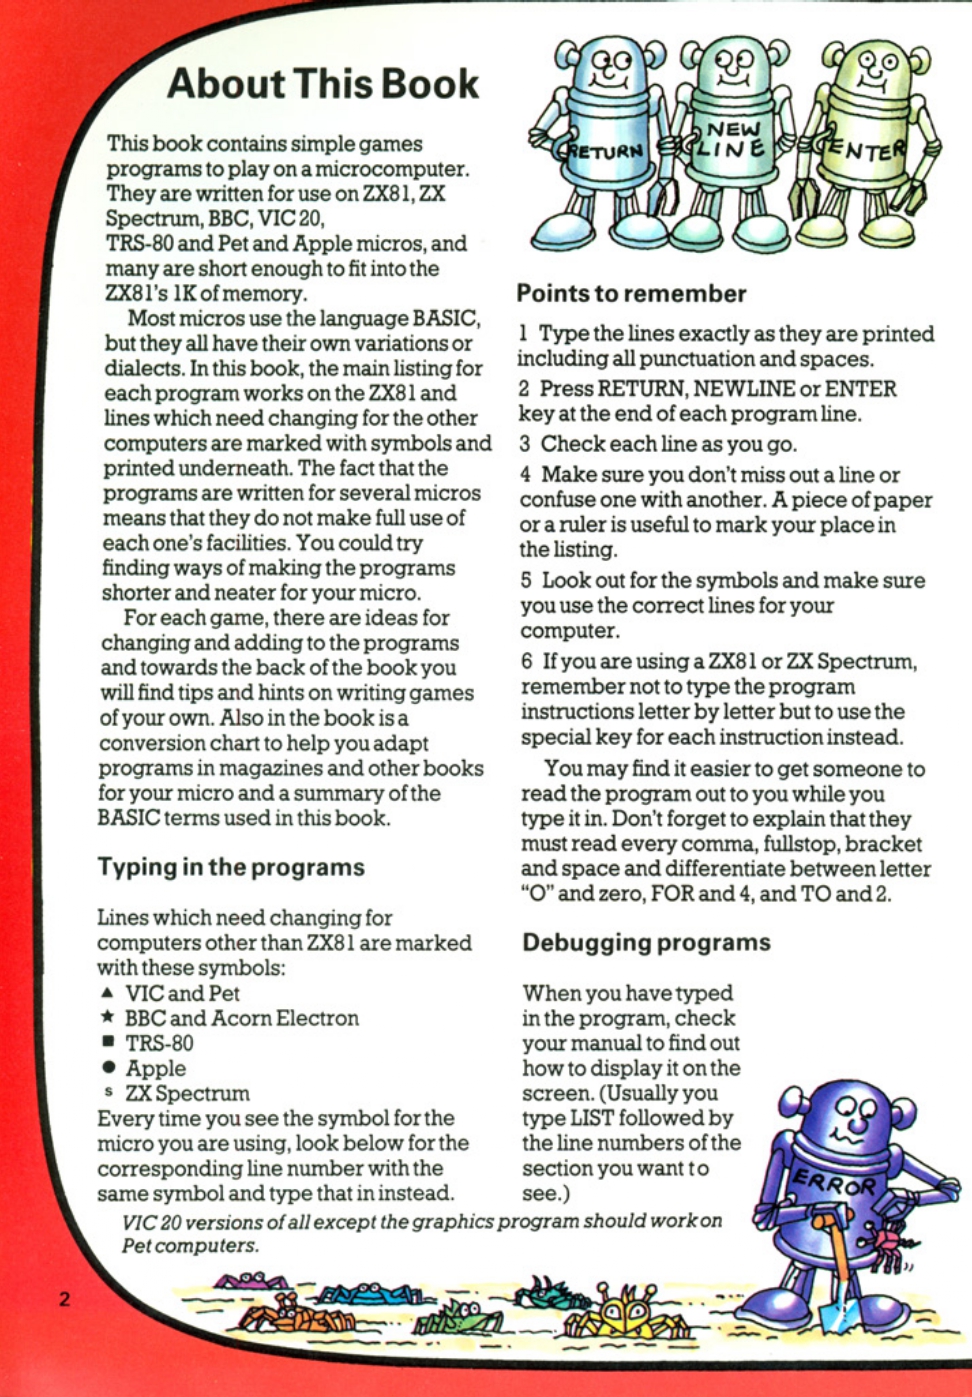 About This Book
This book contains simple games
programs to play on a microcomputer.
They are written for use on ZX81, ZX
Spectrum, BBC, VIC 20,
TRS-80 and Pet and Apple micros, and
many are short enough to fit into the
ZX81's 1K of memory.
Most micros use the language BASIC,
but they all have their own variations or
dialects. In this book, the main listing for
each program works on the ZX81 and
lines which need changing for the other
computers are marked with symbols and
printed underneath. The fact that the
programs are written for several micros
means that they do not make full use of
each one's facilities. You could try
finding ways of making the programs
shorter and neater for your micro.
For each game, there are ideas for
changing and adding to the programs
and towards the back of the book you
will find tips and hints on writing games
of your own. Also in the book is a
conversion chart to help you adapt
programs in magazines and other books
for your micro and a summary of the
BASIC terms used in this book.
Typing in the programs
Lines which need changing for
computers other than ZX81 are marked
with these symbols:
▲ VIC and Pet
★ BBC and Acorn Electron
■ TRS-80
● Apple
s ZX Spectrum
Every time you see the symbol for the
micro you are using, look below for the
corresponding line number with the
same symbol and type that in instead.
VIC 20 versions of all except the graphics program should work on
Pet computers.
2
RETURN
NEW
LINE
ENTER
Points to remember
1 Type the lines exactly as they are printed
including all punctuation and spaces.
2 Press RETURN, NEWLINE or ENTER
key at the end of each program line.
3 Check each line as you go.
4 Make sure you don't miss out a line or
confuse one with another. A piece of paper
or a ruler is useful to mark your place in
the listing.
5 Look out for the symbols and make sure
you use the correct lines for your
computer.
6 If you are using a ZX81 or ZX Spectrum,
remember not to type the program
instructions letter by letter but to use the
special key for each instruction instead.
You may find it easier to get someone to
read the program out to you while you
type it in. Don't forget to explain that they
must read every comma, fullstop, bracket
and space and differentiate between letter
"O" and zero, FOR and 4, and TO and 2.
Debugging programs
When you have typed
in the program, check
your manual to find out
how to display it on the
screen. (Usually you
type LIST followed by
the line numbers of the
section you want to
see.)
ERROR